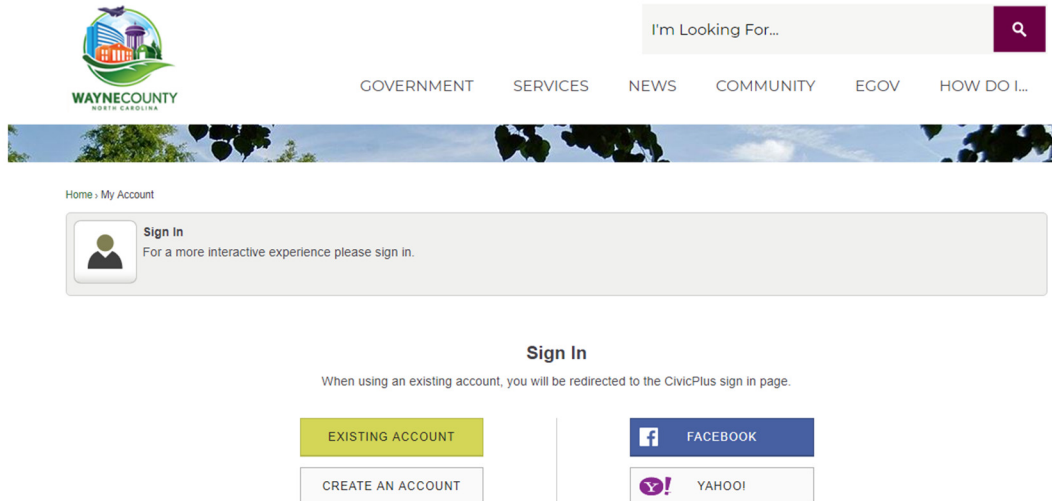 I'm Looking For...
WAYNECOUNTY
NORTH CAROLINA
GOVERNMENT SERVICES NEWS COMMUNITY EGOV HOW DO I...
Home › My Account
Sign In
For a more interactive experience please sign in.
Sign In
When using an existing account, you will be redirected to the CivicPlus sign in page.
EXISTING ACCOUNT
f FACEBOOK
CREATE AN ACCOUNT
Y! YAHOO!